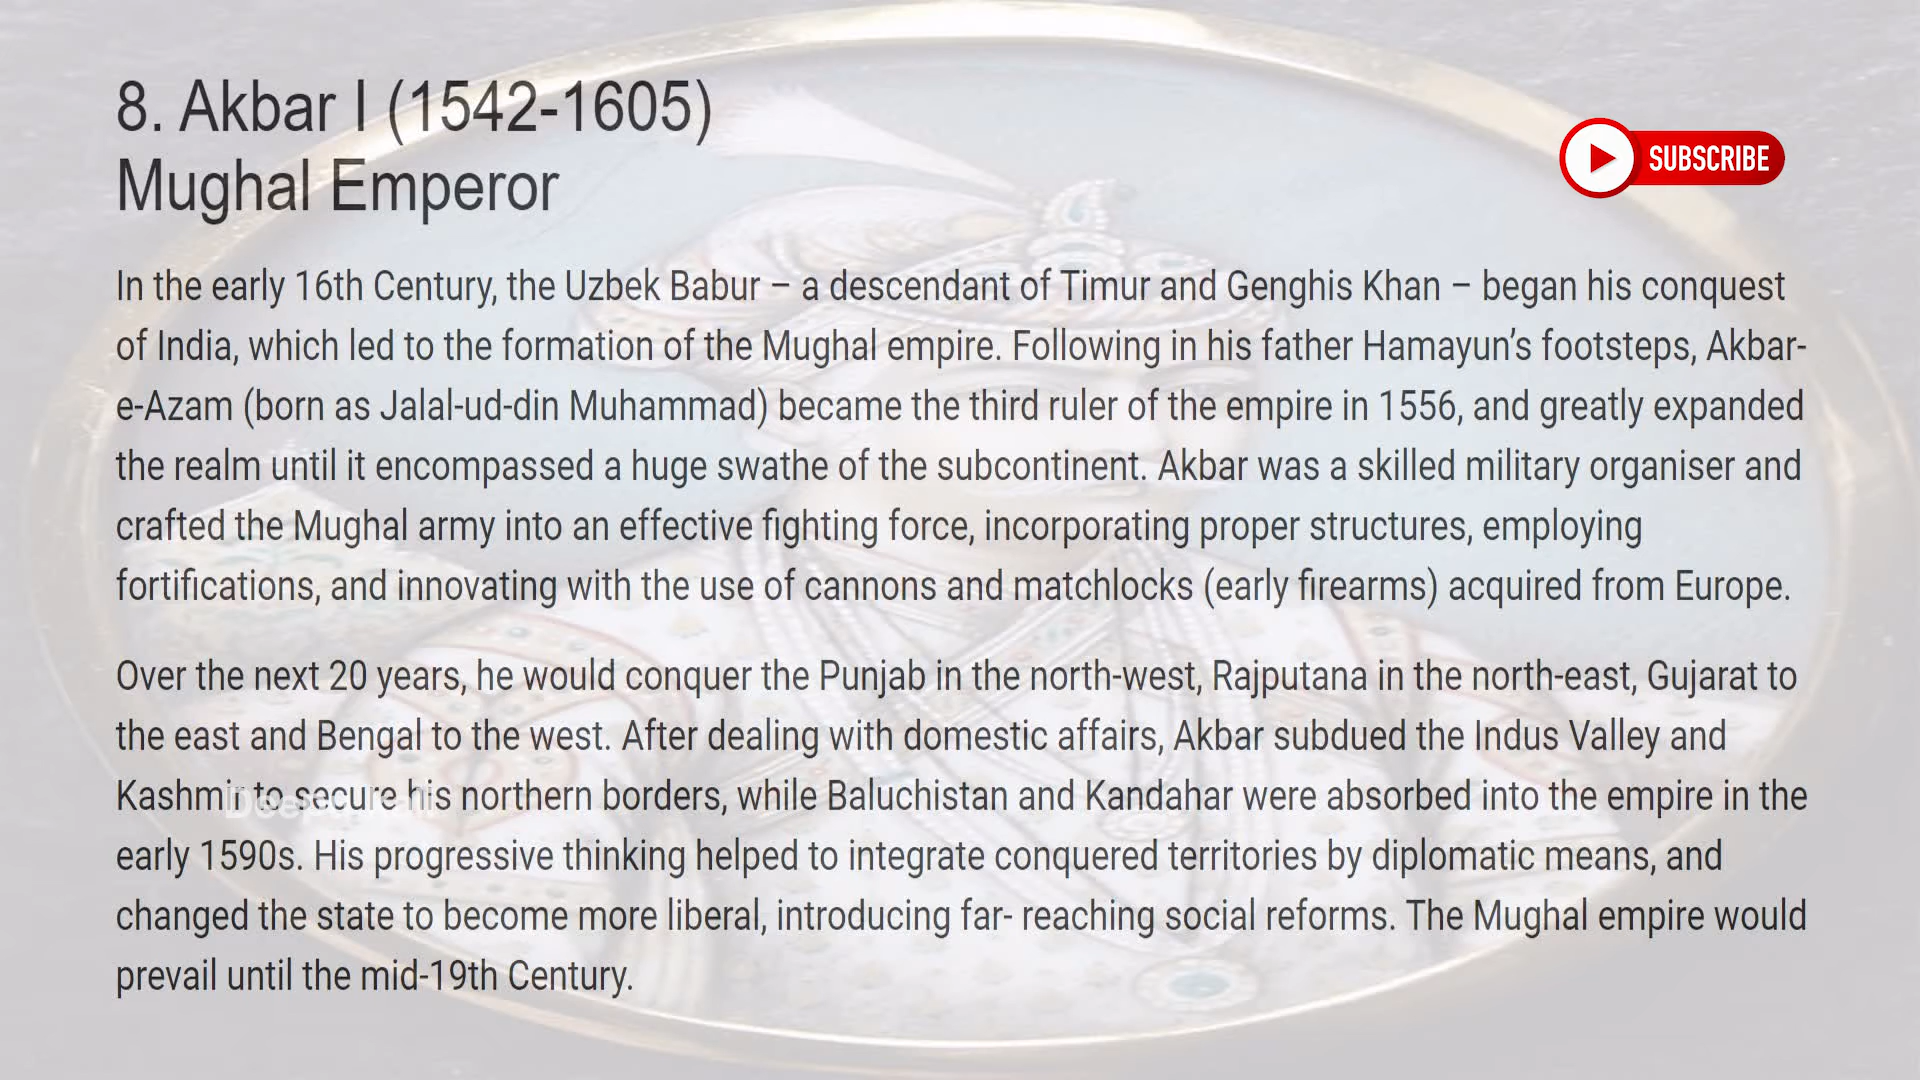 8. Akbar I (1542-1605)
Mughal Emperor
SUBSCRIBE
In the early 16th Century, the Uzbek Babur – a descendant of Timur and Genghis Khan – began his conquest
of India, which led to the formation of the Mughal empire. Following in his father Hamayun’s footsteps, Akbar-
e-Azam (born as Jalal-ud-din Muhammad) became the third ruler of the empire in 1556, and greatly expanded
the realm until it encompassed a huge swathe of the subcontinent. Akbar was a skilled military organiser and
crafted the Mughal army into an effective fighting force, incorporating proper structures, employing
fortifications, and innovating with the use of cannons and matchlocks (early firearms) acquired from Europe.
Over the next 20 years, he would conquer the Punjab in the north-west, Rajputana in the north-east, Gujarat to
the east and Bengal to the west. After dealing with domestic affairs, Akbar subdued the Indus Valley and
Kashmir to secure his northern borders, while Baluchistan and Kandahar were absorbed into the empire in the
early 1590s. His progressive thinking helped to integrate conquered territories by diplomatic means, and
changed the state to become more liberal, introducing far- reaching social reforms. The Mughal empire would
prevail until the mid-19th Century.